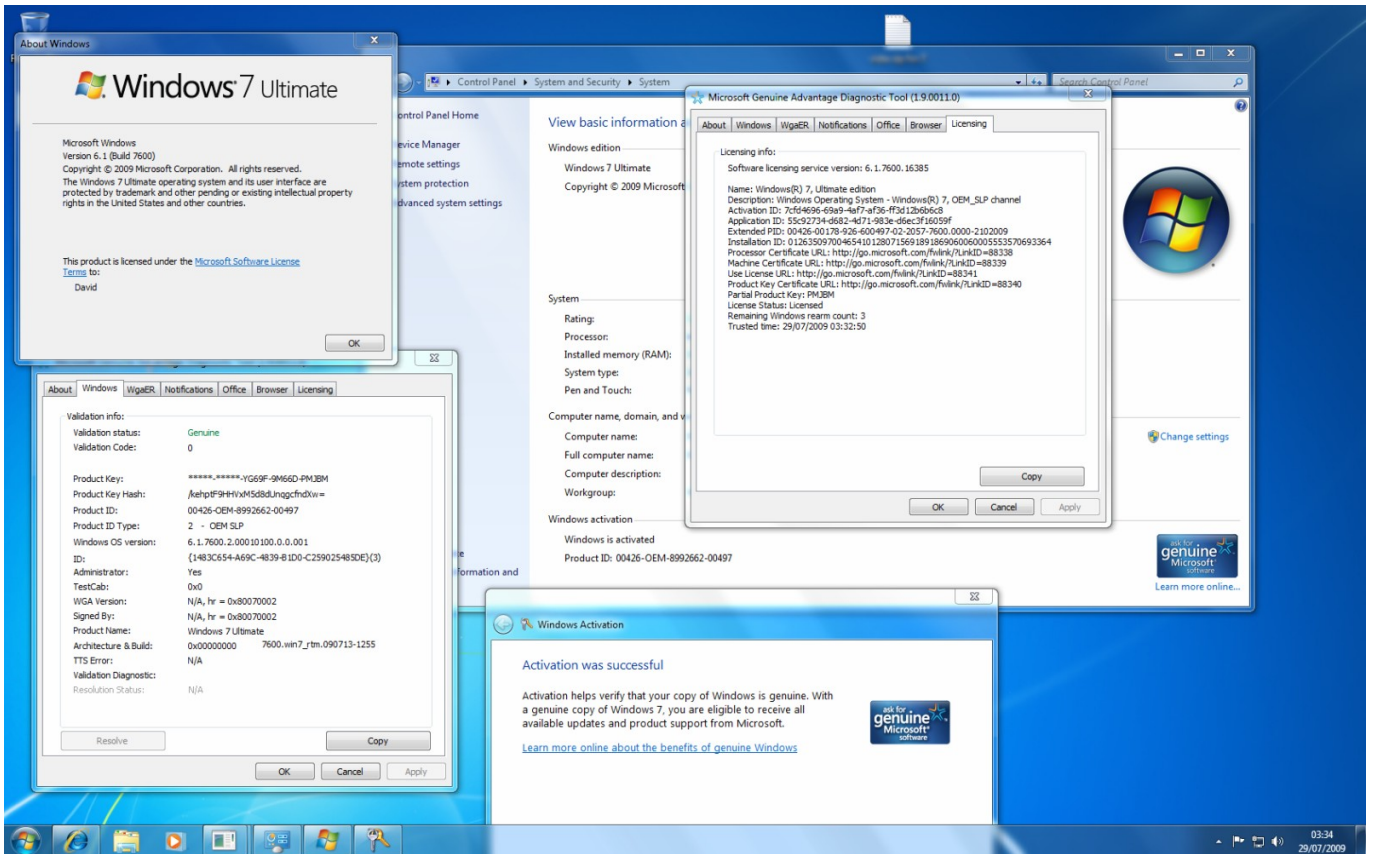 About Windows
Windows 7 Ultimate
Microsoft Windows
Version 6.1 (Build 7600)
Copyright © 2009 Microsoft Corporation. All rights reserved.
The Windows 7 Ultimate operating system and its user interface are
protected by trademark and other pending or existing intellectual property
rights in the United States and other countries.
This product is licensed under the Microsoft Software License
Terms to:
David
OK
Control Panel ▸ System and Security ▸ System
Search Control Panel
ontrol Panel Home
evice Manager
emote settings
ystem protection
dvanced system settings
View basic information a
Windows edition
Windows 7 Ultimate
Copyright © 2009 Microsoft
System
Rating:
Processor:
Installed memory (RAM):
System type:
Pen and Touch:
Computer name, domain, and w
Computer name:
Full computer name:
Computer description:
Workgroup:
Change settings
Windows activation
Windows is activated
Product ID: 00426-OEM-8992662-00497
formation and
ask for
genuine
Microsoft
software
Learn more online...
Microsoft Genuine Advantage Diagnostic Tool (1.9.0011.0)
About Windows WgaER Notifications Office Browser Licensing
Licensing info:
Software licensing service version: 6.1.7600.16385
Name: Windows(R) 7, Ultimate edition
Description: Windows Operating System - Windows(R) 7, OEM_SLP channel
Activation ID: 7cfd4696-69a9-4af7-af36-ff3d12b6b6c8
Application ID: 55c92734-d682-4d71-983e-d6ec3f16059f
Extended PID: 00426-00178-926-600497-02-2057-7600.0000-2102009
Installation ID: 012635097004654101280715691891869060060005553570693364
Processor Certificate URL: http://go.microsoft.com/fwlink/?LinkID=88338
Machine Certificate URL: http://go.microsoft.com/fwlink/?LinkID=88339
Use License URL: http://go.microsoft.com/fwlink/?LinkID=88341
Product Key Certificate URL: http://go.microsoft.com/fwlink/?LinkID=88340
Partial Product Key: PMJBM
License Status: Licensed
Remaining Windows rearm count: 3
Trusted time: 29/07/2009 03:32:50
Copy
OK Cancel Apply
About Windows WgaER Notifications Office Browser Licensing
Validation info:
Validation status: Genuine
Validation Code: 0
Product Key: *****-*****-YG69F-9M66D-PMJBM
Product Key Hash: /kehptF9HHVxM5d8dUnqgcfndXw=
Product ID: 00426-OEM-8992662-00497
Product ID Type: 2 - OEM SLP
Windows OS version: 6.1.7600.2.00010100.0.0.001
ID: {1483C654-A69C-4839-B1D0-C259025485DE}(3)
Administrator: Yes
TestCab: 0x0
WGA Version: N/A, hr = 0x80070002
Signed By: N/A, hr = 0x80070002
Product Name: Windows 7 Ultimate
Architecture & Build: 0x00000000 7600.win7_rtm.090713-1255
TTS Error: N/A
Validation Diagnostic:
Resolution Status: N/A
Resolve Copy
OK Cancel Apply
Windows Activation
Activation was successful
Activation helps verify that your copy of Windows is genuine. With
a genuine copy of Windows 7, you are eligible to receive all
available updates and product support from Microsoft.
Learn more online about the benefits of genuine Windows
ask for
genuine
Microsoft
software
03:34
29/07/2009